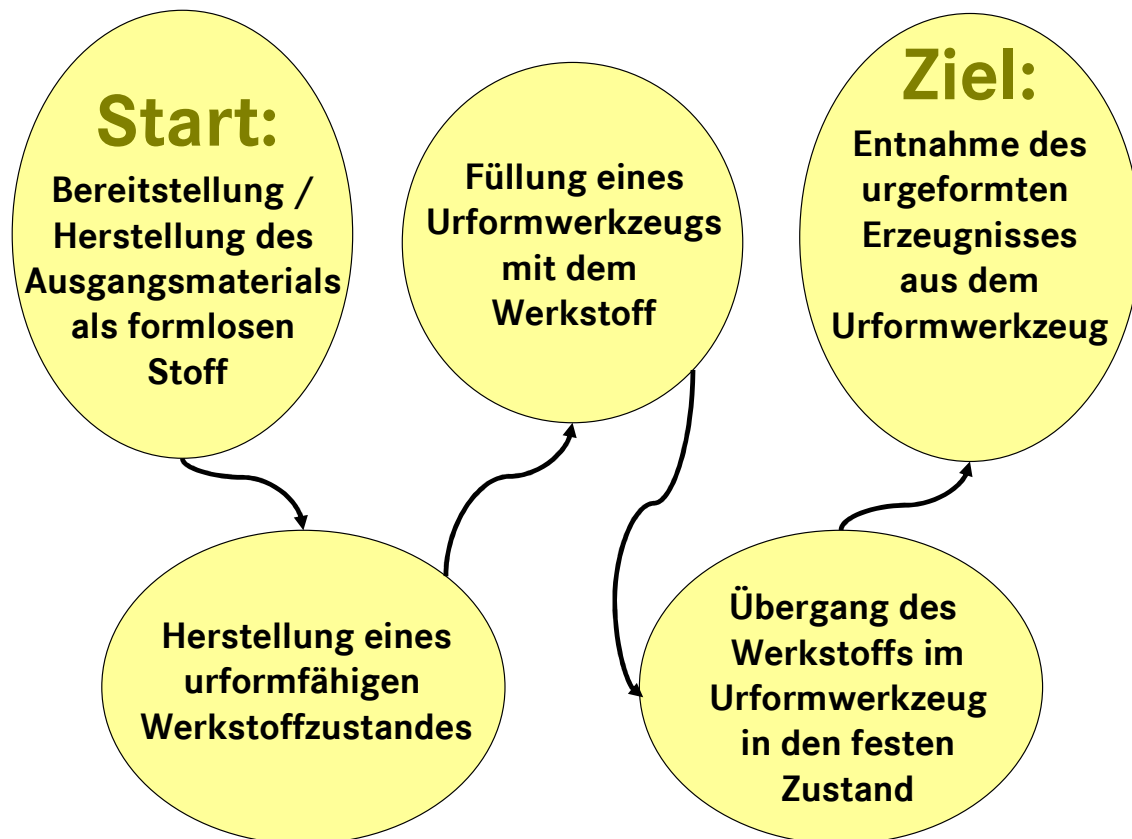 Start:
Bereitstellung /
Herstellung des
Ausgangsmaterials
als formlosen
Stoff
Herstellung eines
urformfähigen
Werkstoffzustandes
Füllung eines
Urformwerkzeugs
mit dem
Werkstoff
Übergang des
Werkstoffs im
Urformwerkzeug
in den festen
Zustand
Ziel:
Entnahme des
urgeformten
Erzeugnisses
aus dem
Urformwerkzeug